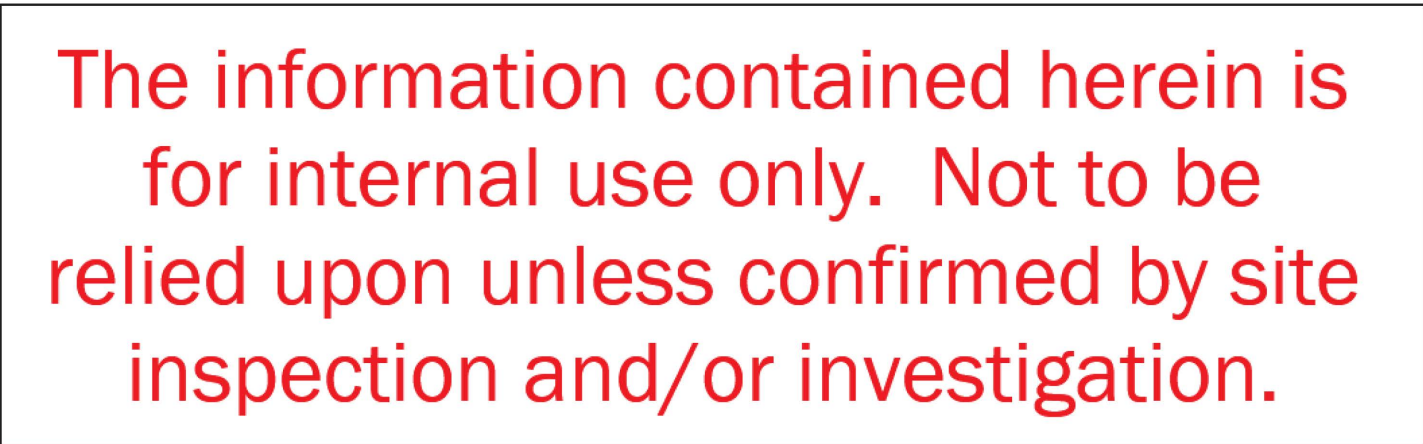 The information contained herein is
for internal use only.  Not to be
relied upon unless confirmed by site
inspection and/or investigation.